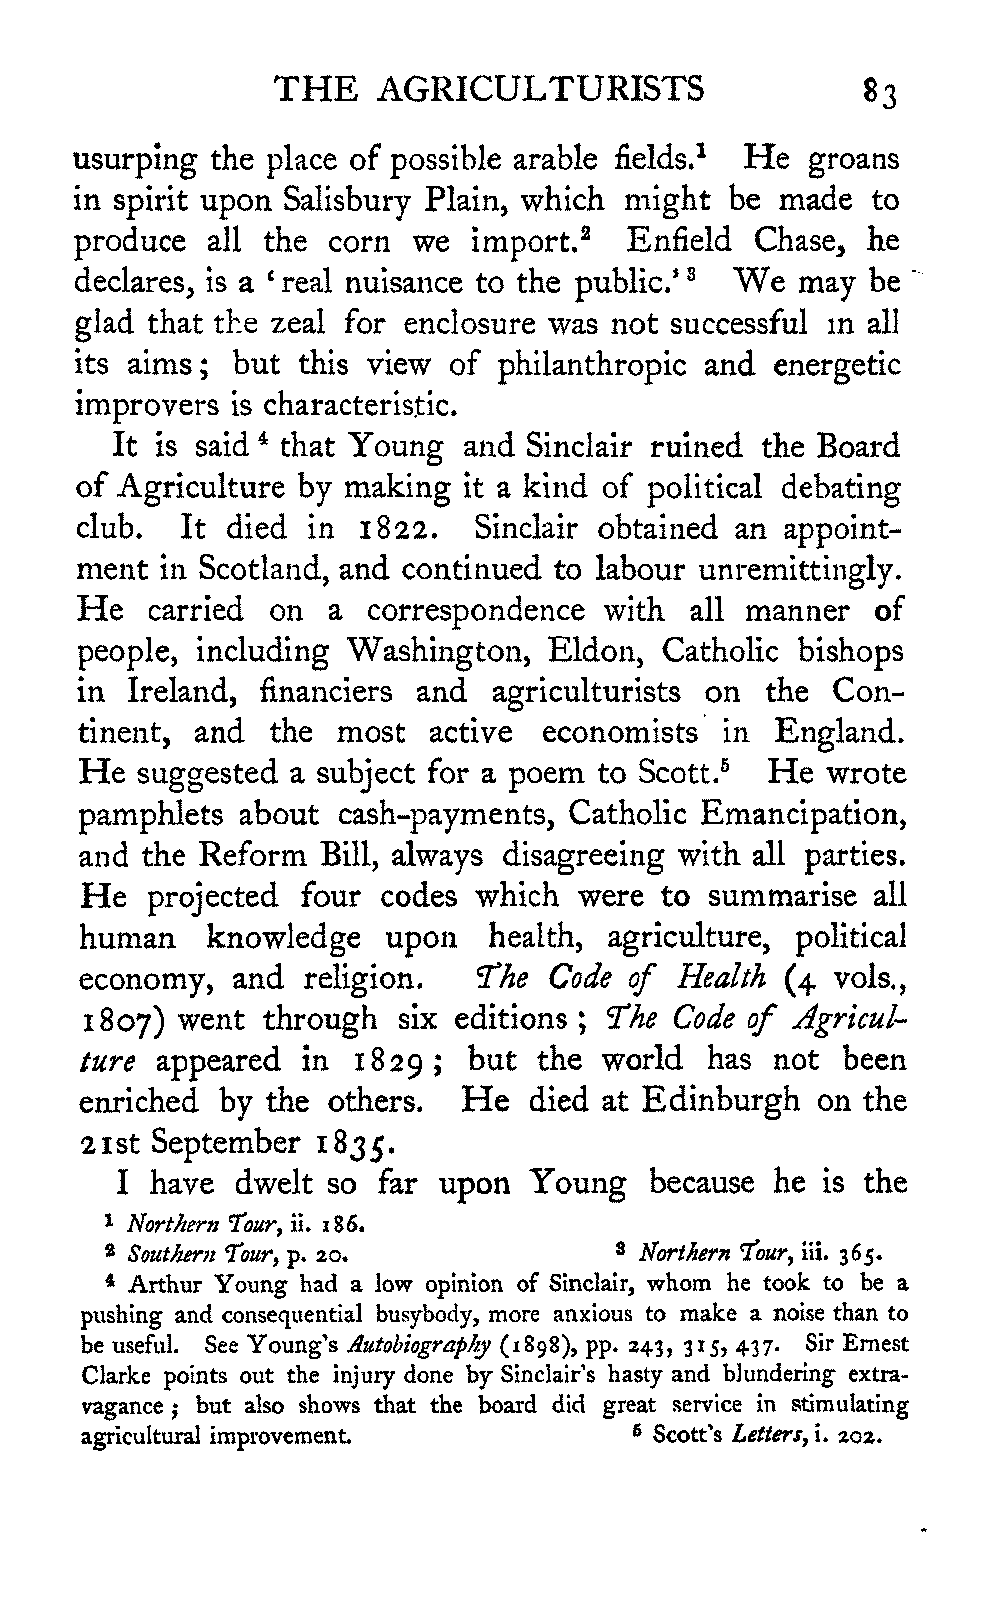 THE AGRICULTURISTS 83
usurping the place of possible arable fields.¹ He groans
in spirit upon Salisbury Plain, which might be made to
produce all the corn we import.² Enfield Chase, he
declares, is a ‘real nuisance to the public.’³ We may be
glad that the zeal for enclosure was not successful in all
its aims; but this view of philanthropic and energetic
improvers is characteristic.
It is said⁴ that Young and Sinclair ruined the Board
of Agriculture by making it a kind of political debating
club. It died in 1822. Sinclair obtained an appoint-
ment in Scotland, and continued to labour unremittingly.
He carried on a correspondence with all manner of
people, including Washington, Eldon, Catholic bishops
in Ireland, financiers and agriculturists on the Con-
tinent, and the most active economists in England.
He suggested a subject for a poem to Scott.⁵ He wrote
pamphlets about cash-payments, Catholic Emancipation,
and the Reform Bill, always disagreeing with all parties.
He projected four codes which were to summarise all
human knowledge upon health, agriculture, political
economy, and religion. The Code of Health (4 vols.,
1807) went through six editions; The Code of Agricul-
ture appeared in 1829; but the world has not been
enriched by the others. He died at Edinburgh on the
21st September 1835.
I have dwelt so far upon Young because he is the
¹ Northern Tour, ii. 186.
² Southern Tour, p. 20. ³ Northern Tour, iii. 365.
⁴ Arthur Young had a low opinion of Sinclair, whom he took to be a
pushing and consequential busybody, more anxious to make a noise than to
be useful. See Young's Autobiography (1898), pp. 243, 315, 437. Sir Ernest
Clarke points out the injury done by Sinclair's hasty and blundering extra-
vagance; but also shows that the board did great service in stimulating
agricultural improvement. ⁵ Scott's Letters, i. 202.